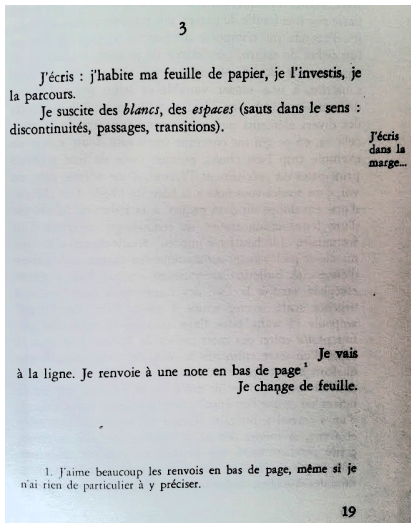 3
J'écris : j'habite ma feuille de papier, je l'investis, je
la parcours.
Je suscite des blancs, des espaces (sauts dans le sens :
discontinuités, passages, transitions).
J'écris
dans la
marge...
Je vais
à la ligne. Je renvoie à une note en bas de page ¹
Je change de feuille.
1. J'aime beaucoup les renvois en bas de page, même si je
n'ai rien de particulier à y préciser.
19